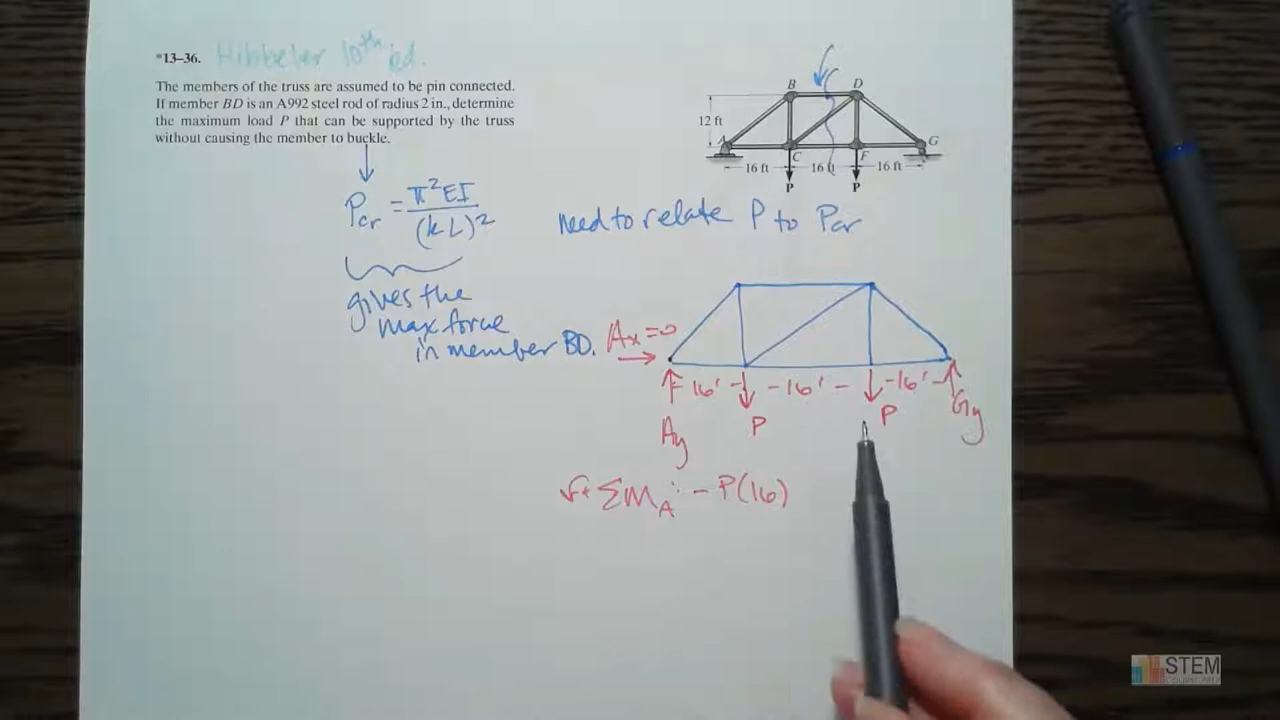 *13-36. Hibbeler 10th ed.
The members of the truss are assumed to be pin connected.
If member BD is an A992 steel rod of radius 2 in., determine
the maximum load P that can be supported by the truss
without causing the member to buckle.
B D
12 ft
A C F G
16 ft 16 ft 16 ft
P P
Pcr = π²EI
(kL)²
Need to relate P to Pcr
gives the
max force
in member BD.
Ax=0
16' -16'- -16'-
Ay P P Gy
+ ΣMA: -P(16)
STEM
COURSE PREP